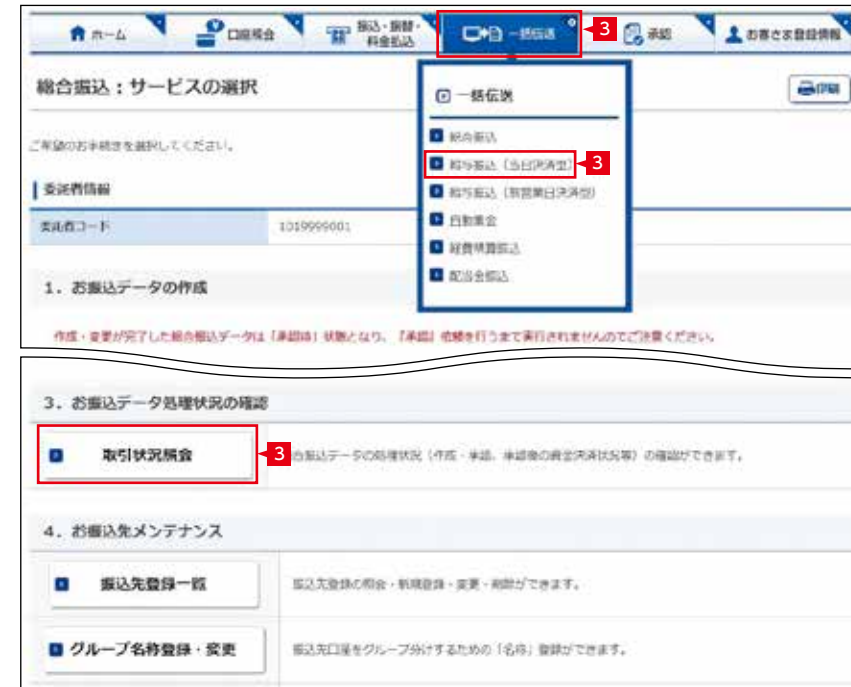 ホーム
口座照会
振込・振替・
料金払込
一括伝送
3
承認
お客さま登録情報
総合振込：サービスの選択
印刷
一括伝送
総合振込
給与振込（当日決済型）
3
給与振込（前営業日決済型）
自動集金
経費精算振込
配当金振込
ご希望のお手続きを選択してください。
委託者情報
委託者コード
1019999001
1. お振込データの作成
作成・変更が完了した総合振込データは「承認待」状態となり、「承認」依頼を行うまで実行されませんのでご注意ください。
3. お振込データ処理状況の確認
取引状況照会
3
合振込データの処理状況（作成・承認、承認後の資金決済状況等）の確認ができます。
4. お振込先メンテナンス
振込先登録一覧
振込先登録の照会・新規登録・変更・削除ができます。
グループ名称登録・変更
振込先口座をグループ分けするための「名称」登録ができます。